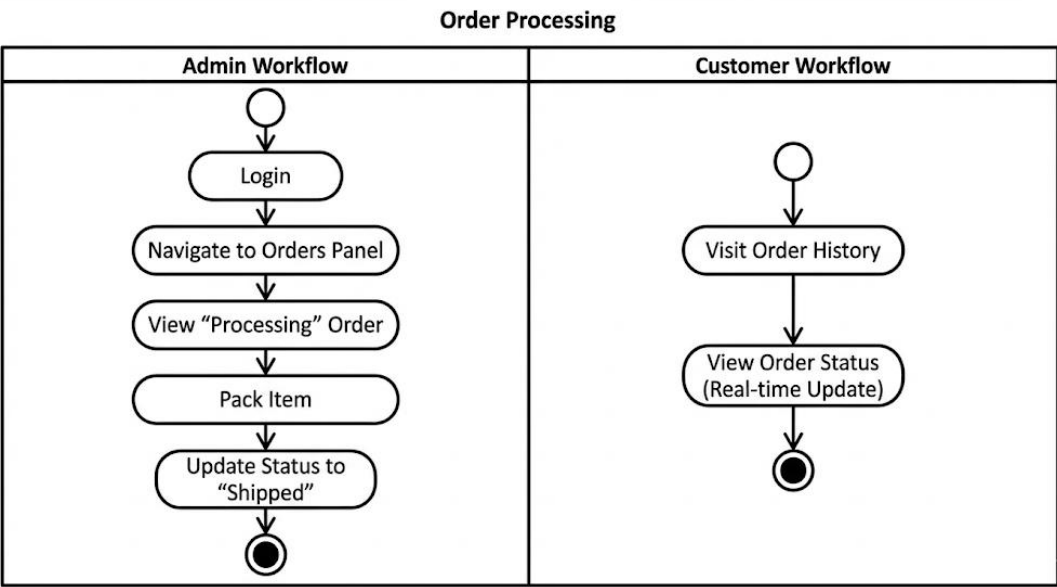 Order Processing
Admin Workflow
Customer Workflow
Login
Navigate to Orders Panel
View “Processing” Order
Pack Item
Update Status to
“Shipped”
Visit Order History
View Order Status
(Real-time Update)